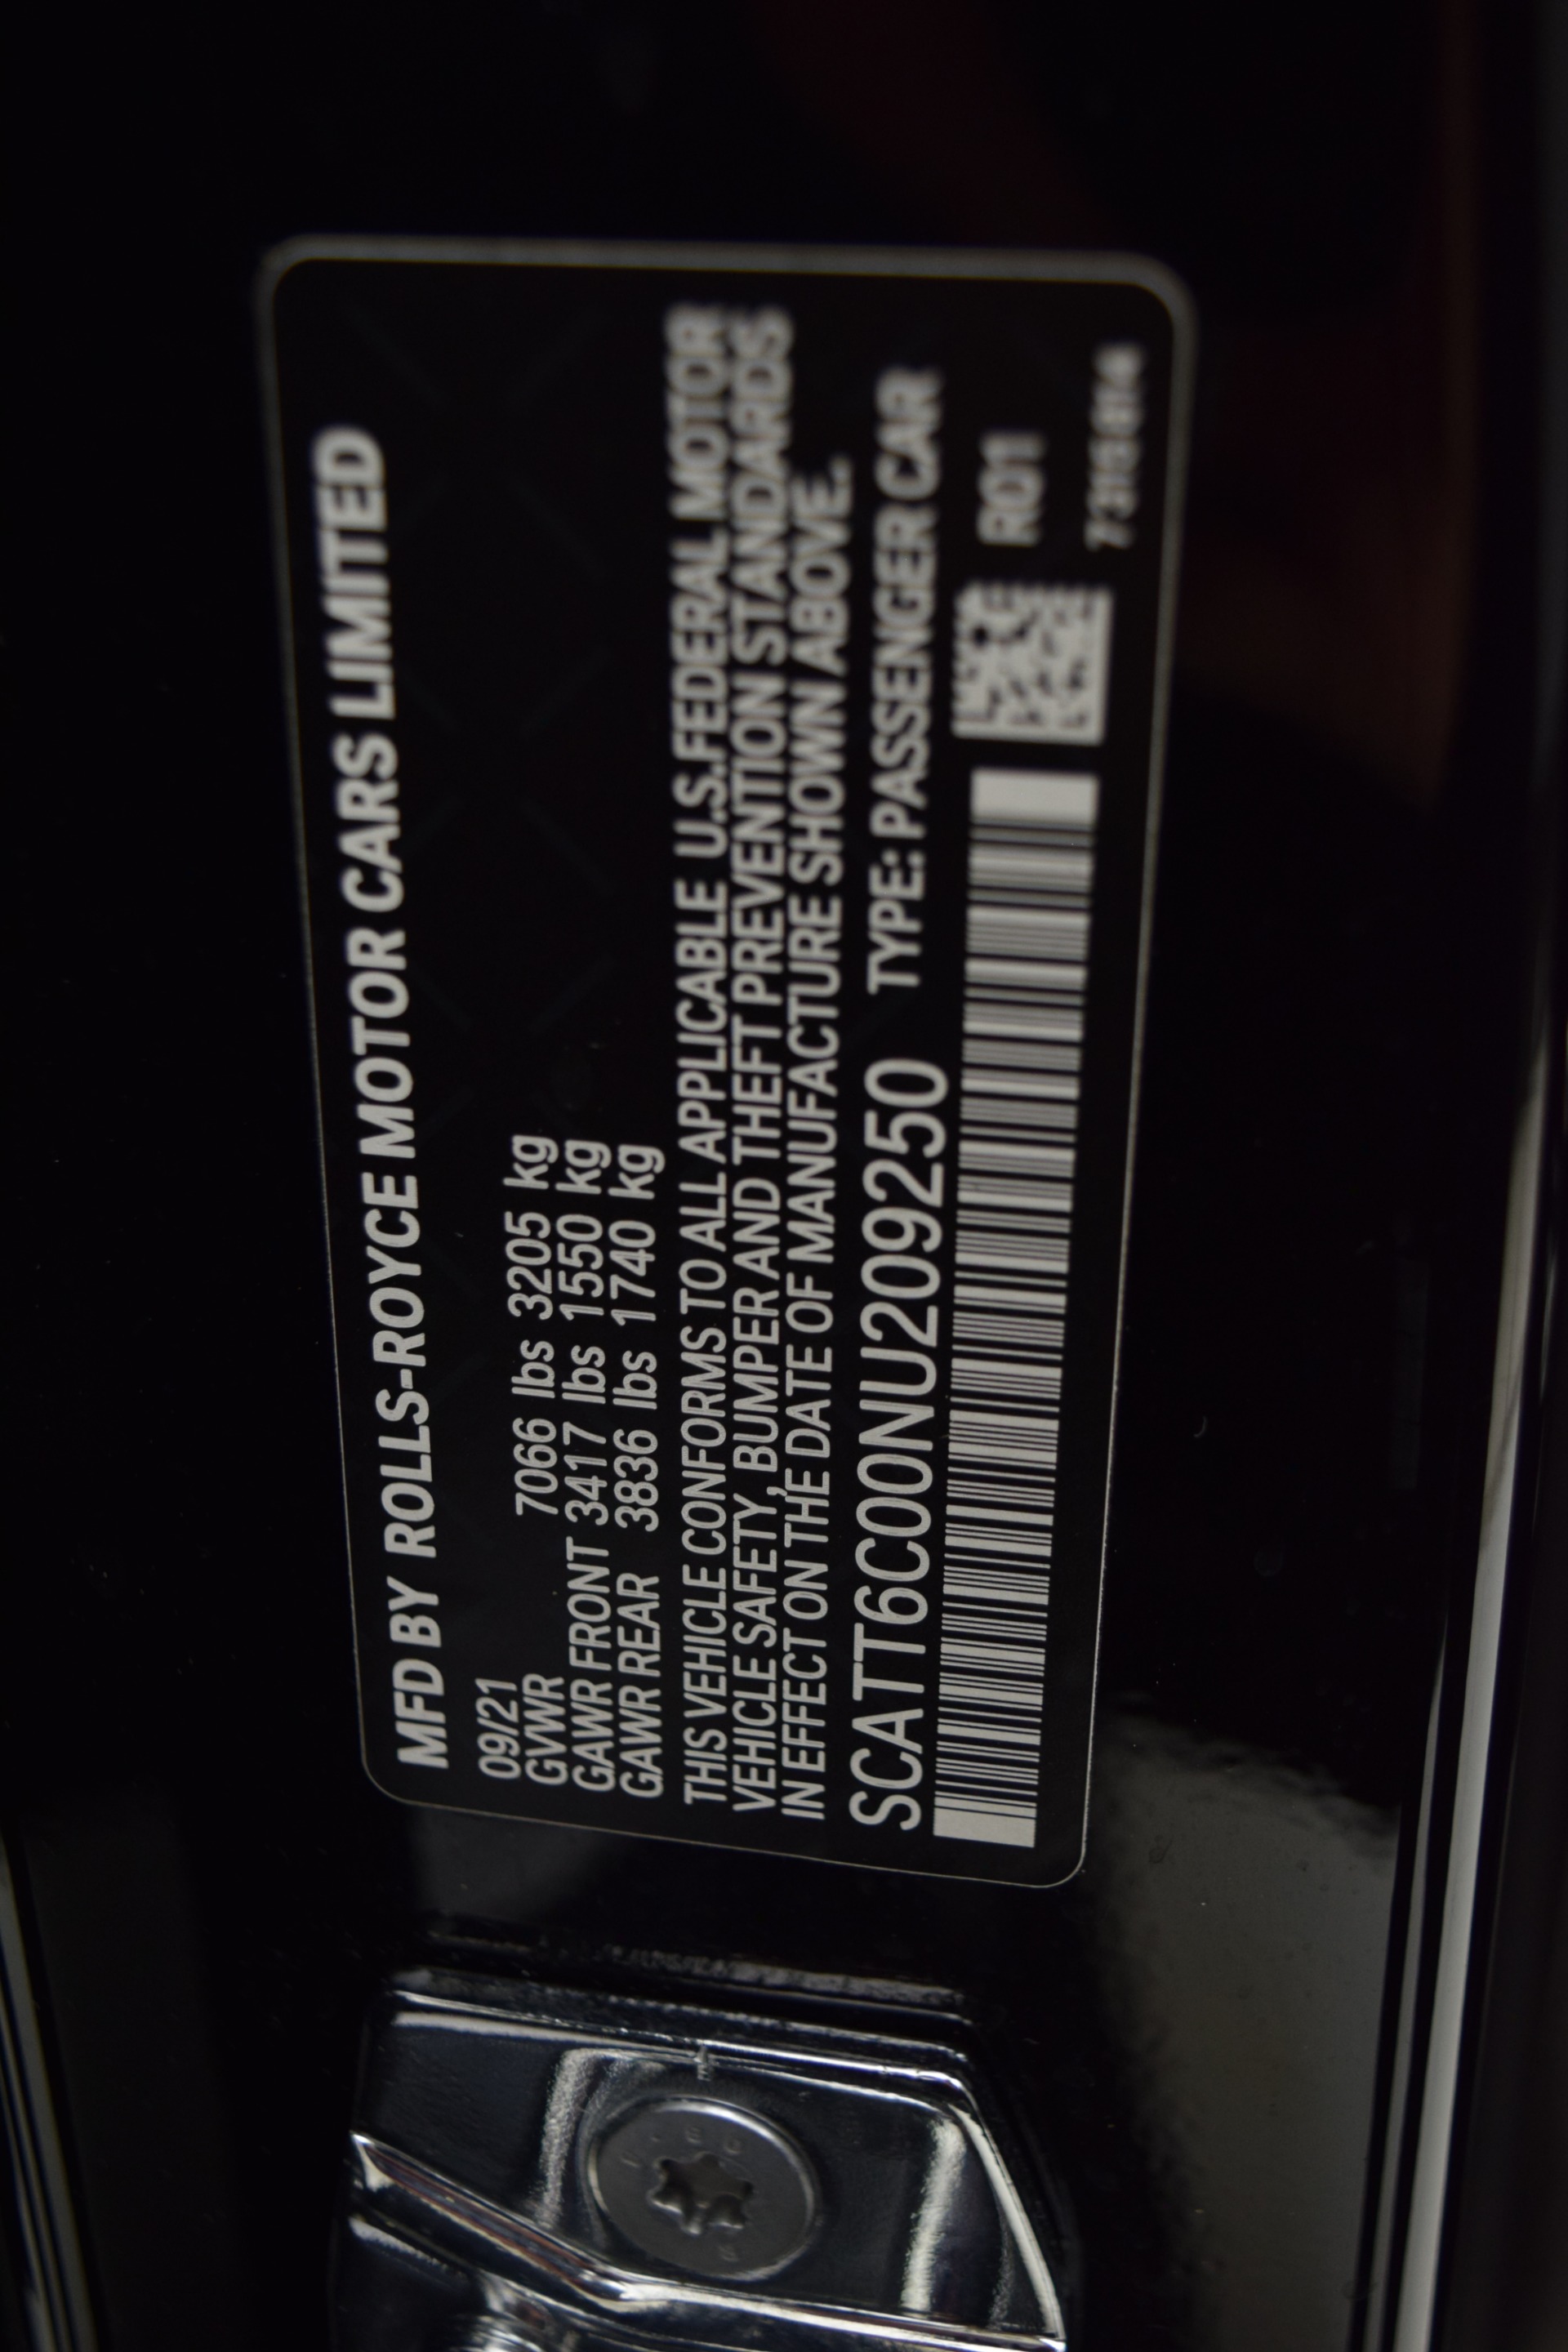 MFD BY ROLLS-ROYCE MOTOR CARS LIMITED
09/21
GVWR 7066 lbs 3205 kg
GAWR FRONT 3417 lbs 1550 kg
GAWR REAR 3836 lbs 1740 kg
THIS VEHICLE CONFORMS TO ALL APPLICABLE U.S.FEDERAL MOTOR
VEHICLE SAFETY, BUMPER AND THEFT PREVENTION STANDARDS
IN EFFECT ON THE DATE OF MANUFACTURE SHOWN ABOVE.
SCATT6C00NU209250 TYPE: PASSENGER CAR
R01